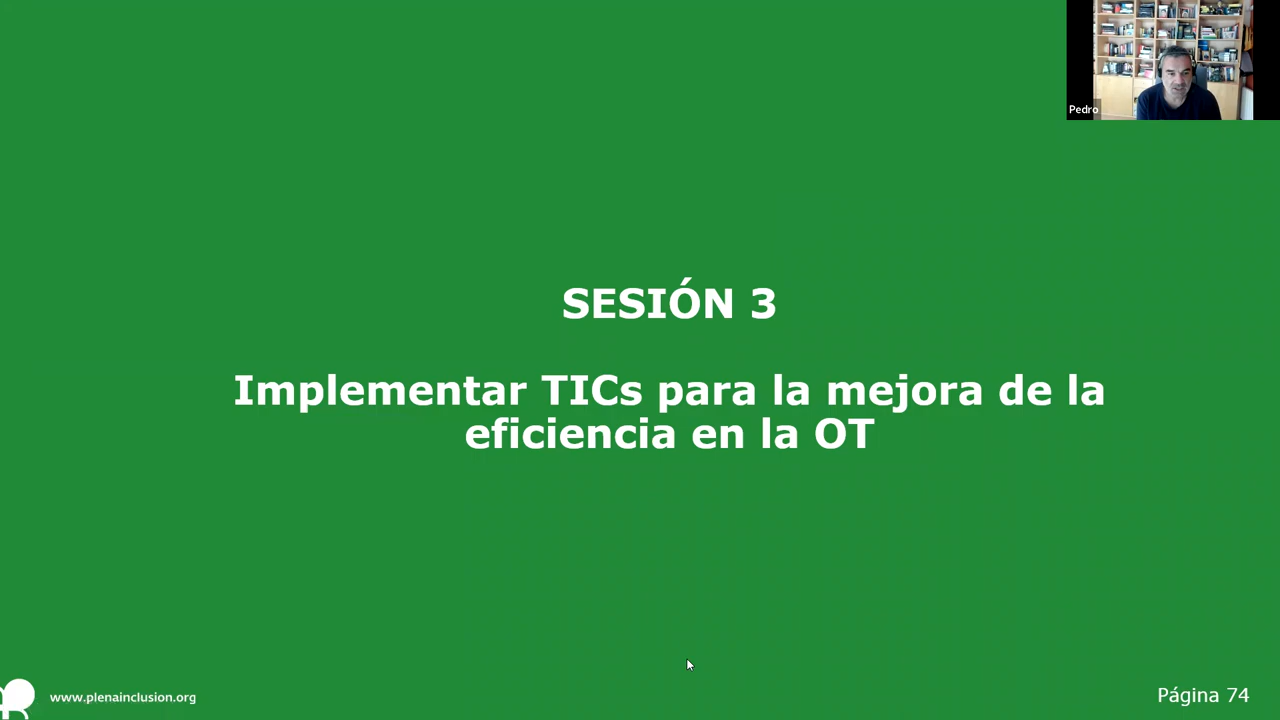 Pedro
SESIÓN 3
Implementar TICs para la mejora de la
eficiencia en la OT
www.plenainclusion.org
Página 74